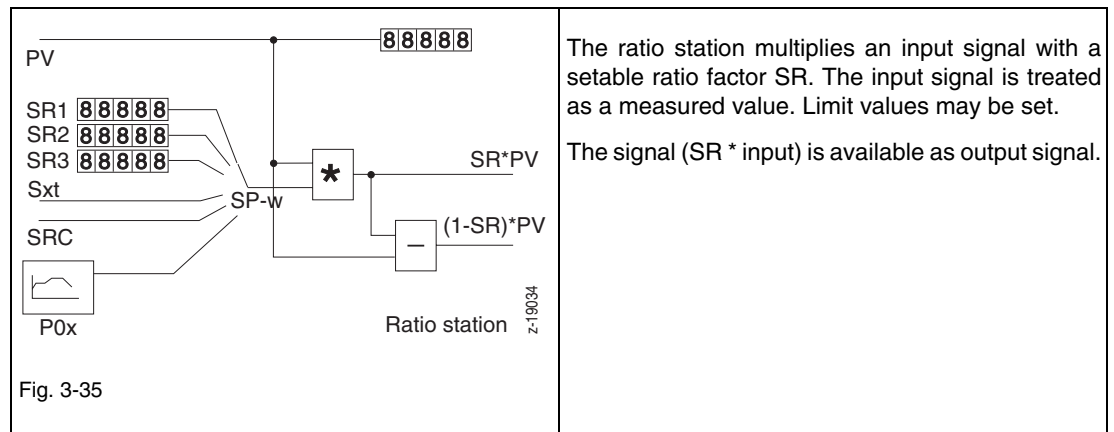 PV
88888
SR1 88888
SR2 88888
SR3 88888
Sxt
SP-w
SRC
P0x
*
SR*PV
–
(1-SR)*PV
Ratio station
z-19034
Fig. 3-35
The ratio station multiplies an input signal with a
setable ratio factor SR. The input signal is treated
as a measured value. Limit values may be set.
The signal (SR * input) is available as output signal.